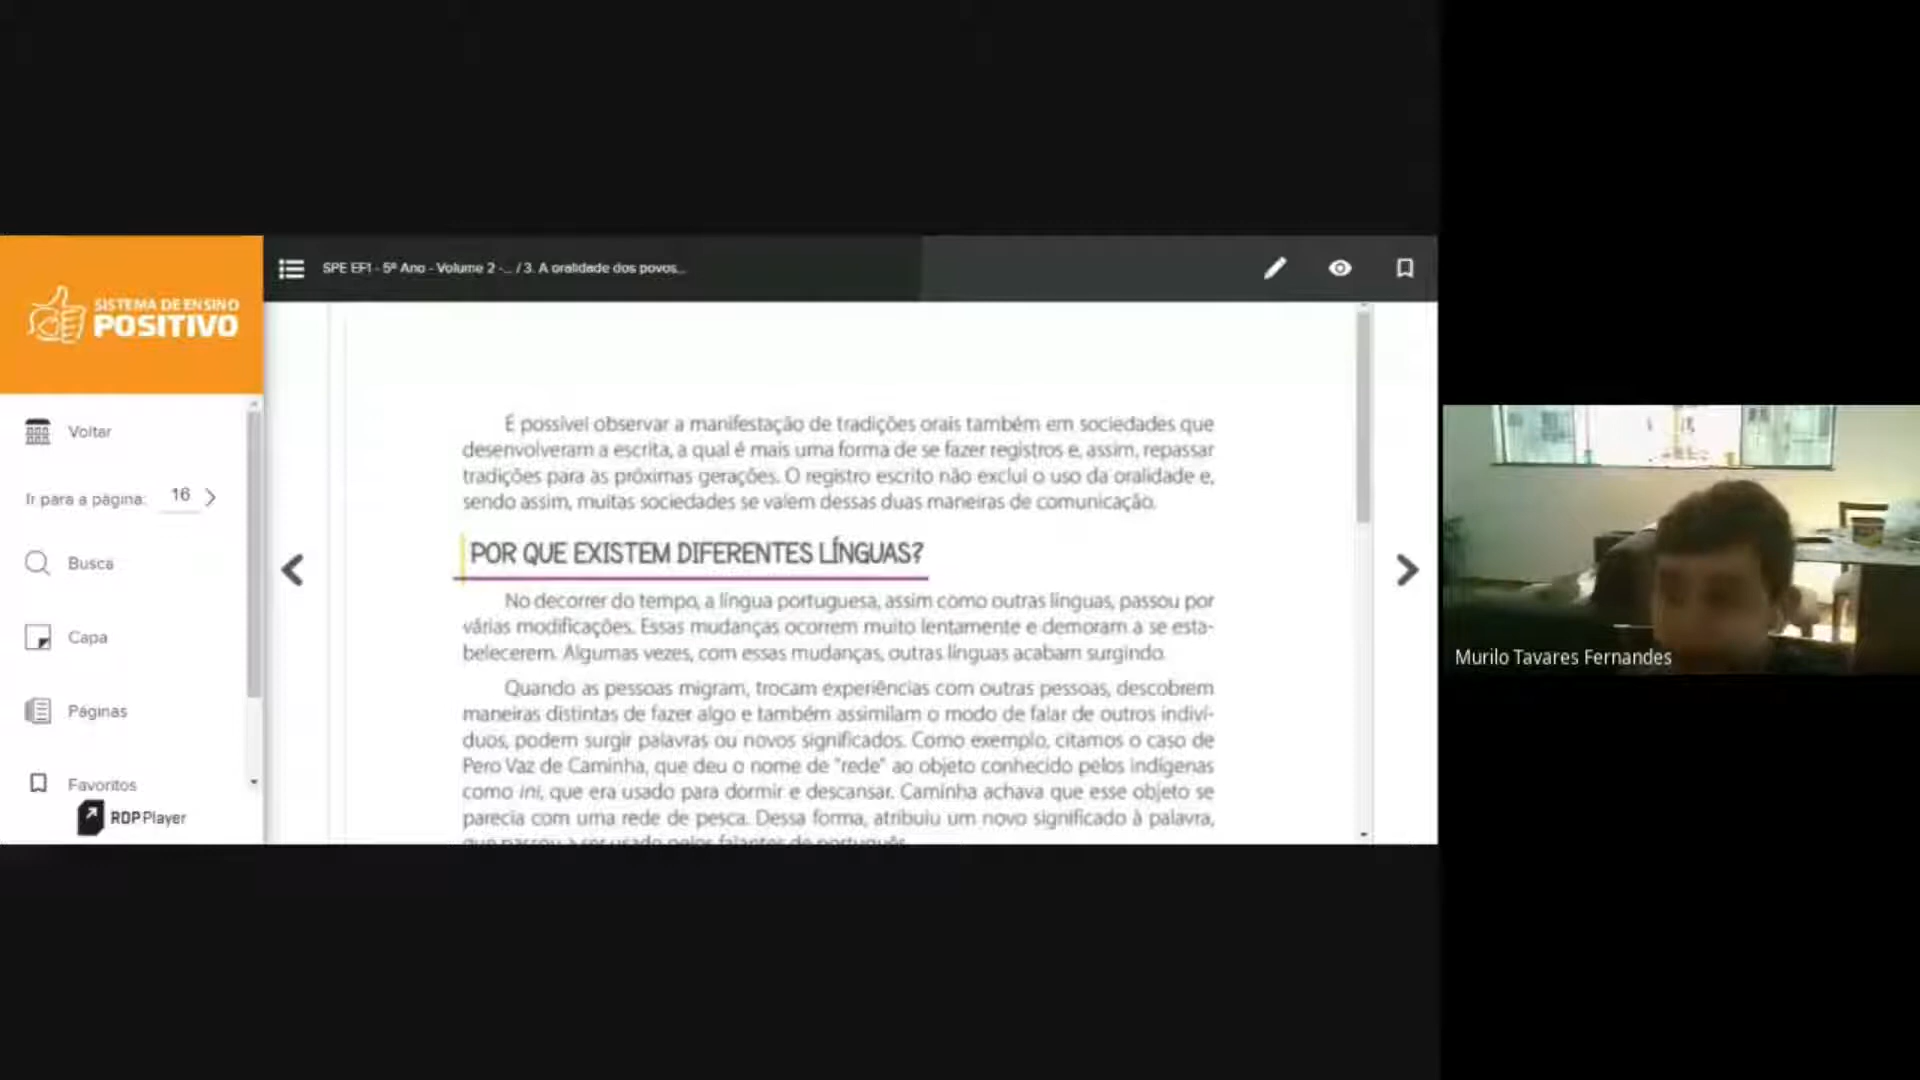 SISTEMA DE ENSINO
POSITIVO
SPE EF1 - 5º Ano - Volume 2 -... / 3. A oralidade dos povos...
Voltar
Ir para a página: 16
Busca
Capa
Páginas
Favoritos
RDP Player
É possível observar a manifestação de tradições orais também em sociedades que
desenvolveram a escrita, a qual é mais uma forma de se fazer registros e, assim, repassar
tradições para as próximas gerações. O registro escrito não exclui o uso da oralidade e,
sendo assim, muitas sociedades se valem dessas duas maneiras de comunicação.
POR QUE EXISTEM DIFERENTES LÍNGUAS?
No decorrer do tempo, a língua portuguesa, assim como outras línguas, passou por
várias modificações. Essas mudanças ocorrem muito lentamente e demoram a se esta-
belecerem. Algumas vezes, com essas mudanças, outras línguas acabam surgindo.
Quando as pessoas migram, trocam experiências com outras pessoas, descobrem
maneiras distintas de fazer algo e também assimilam o modo de falar de outros indiví-
duos, podem surgir palavras ou novos significados. Como exemplo, citamos o caso de
Pero Vaz de Caminha, que deu o nome de "rede" ao objeto conhecido pelos indígenas
como ini, que era usado para dormir e descansar. Caminha achava que esse objeto se
parecia com uma rede de pesca. Dessa forma, atribuiu um novo significado à palavra,
que passou a ser usado pelos falantes de português.
Murilo Tavares Fernandes